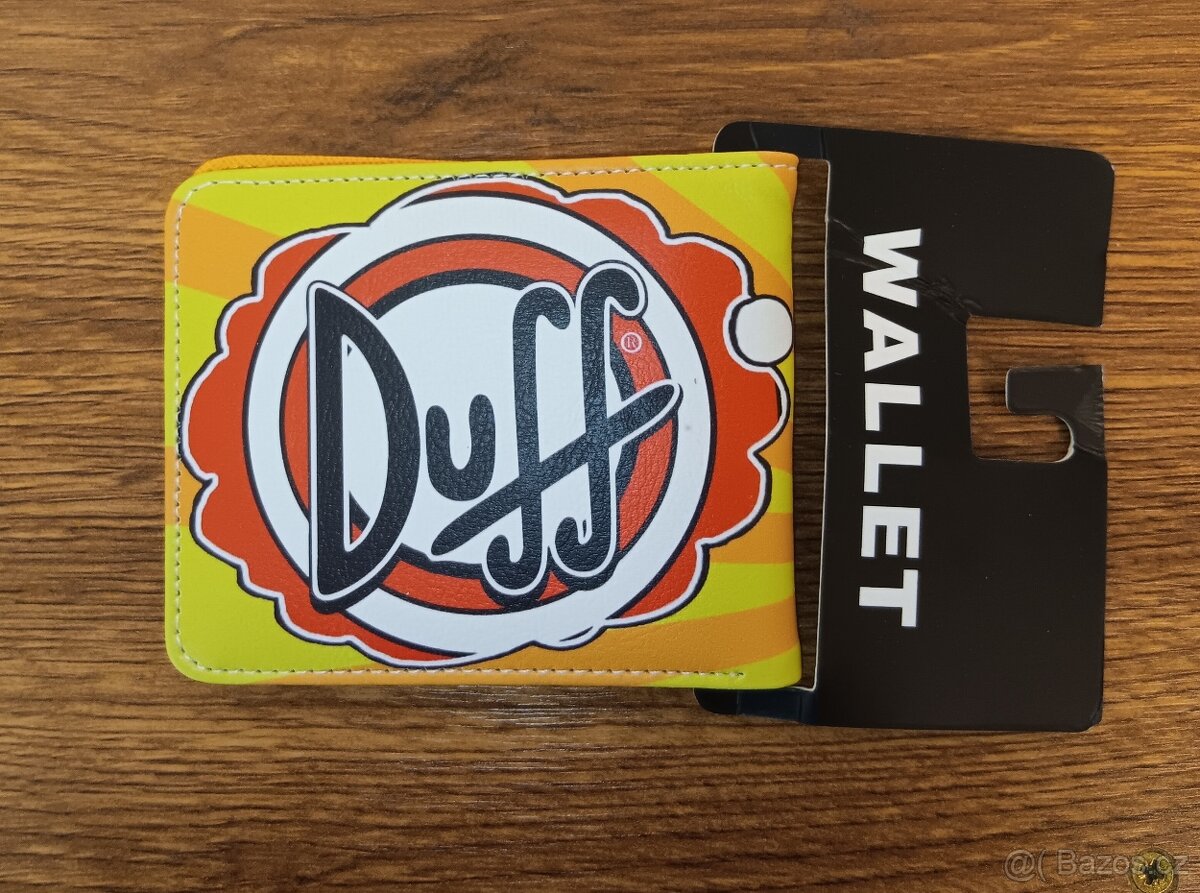 Duff
®
WALLET
@( Bazos.cz